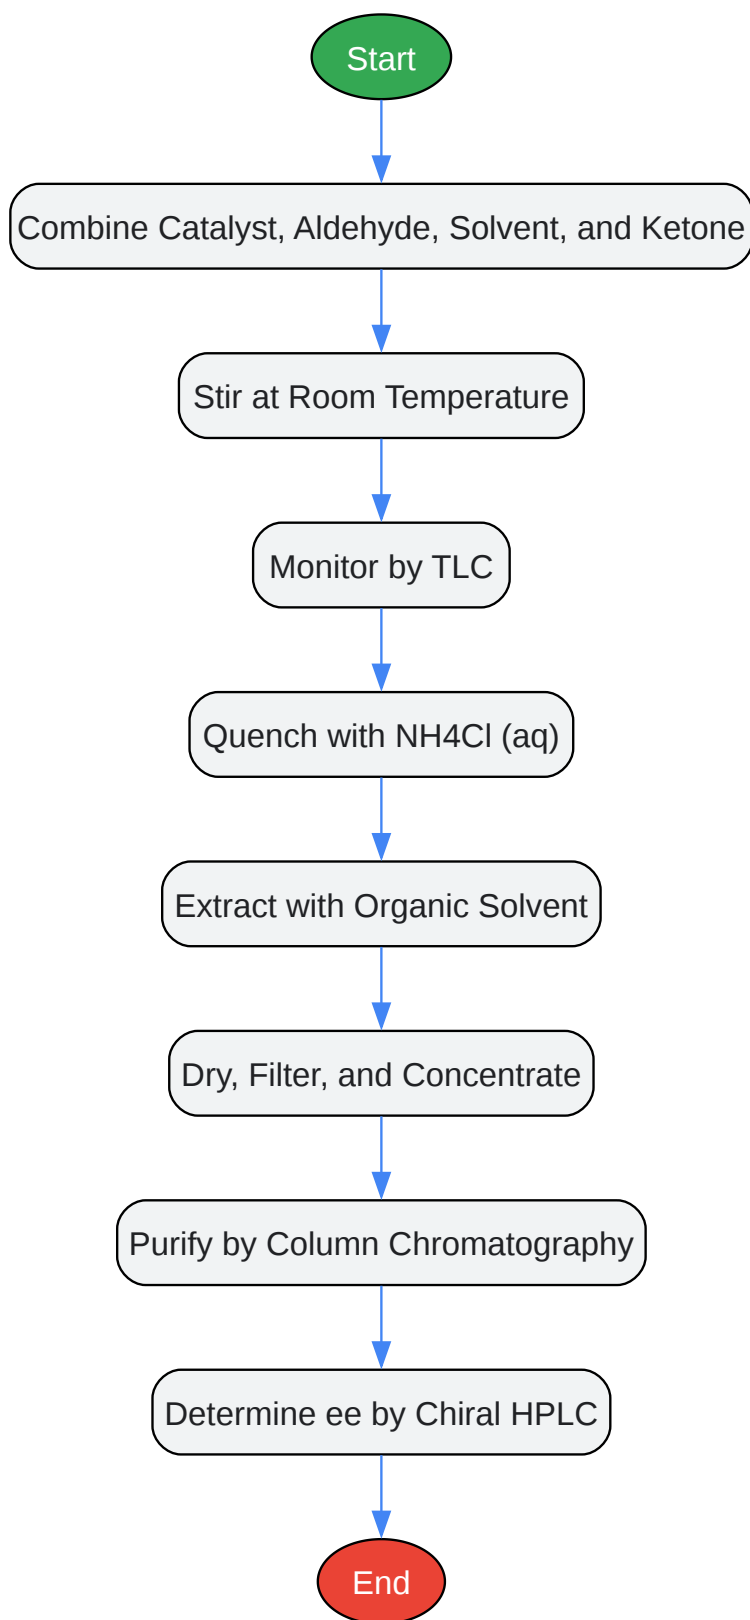 Start
Combine Catalyst, Aldehyde, Solvent, and Ketone
Stir at Room Temperature
Monitor by TLC
Quench with NH4Cl (aq)
Extract with Organic Solvent
Dry, Filter, and Concentrate
Purify by Column Chromatography
Determine ee by Chiral HPLC
End